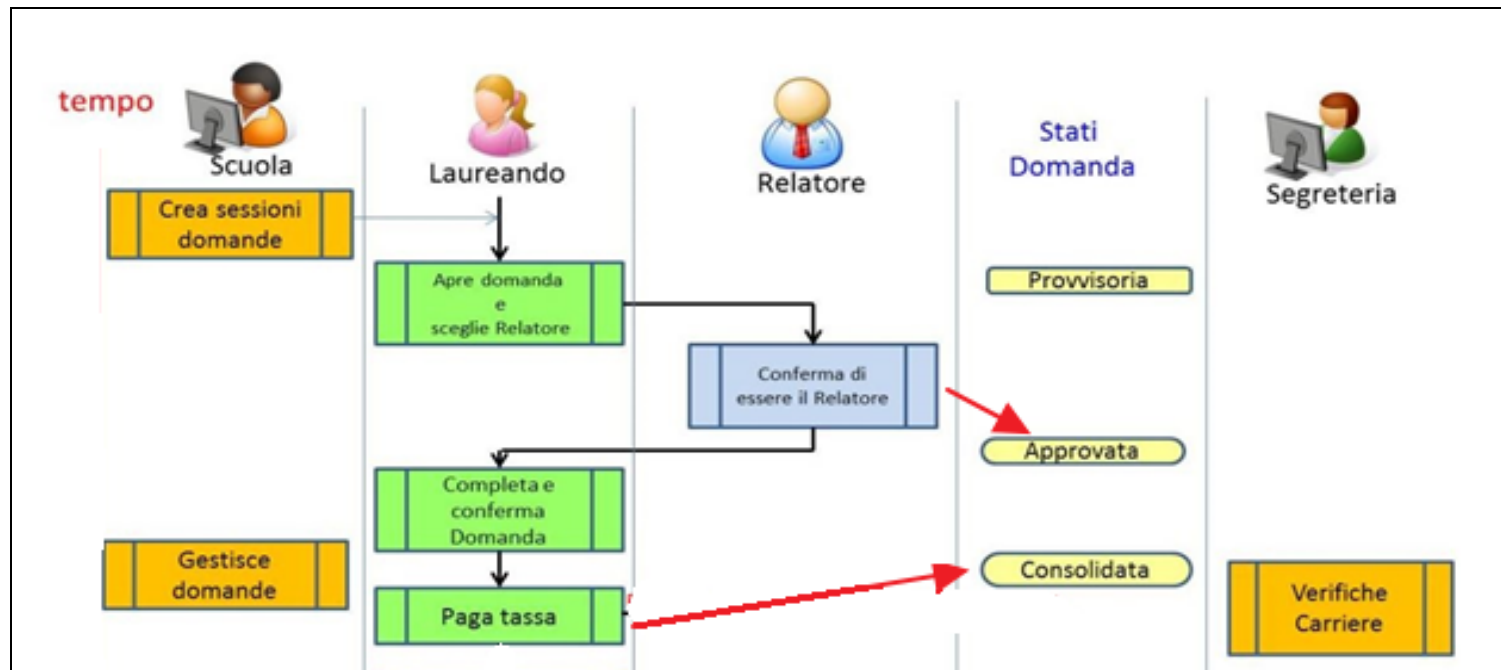 tempo
Scuola
Laureando
Relatore
Stati
Domanda
Segreteria
Crea sessioni
domande
Apre domanda
e
sceglie Relatore
Provvisoria
Conferma di
essere il Relatore
Approvata
Completa e
conferma
Domanda
Gestisce
domande
Consolidata
Paga tassa
Verifiche
Carriere